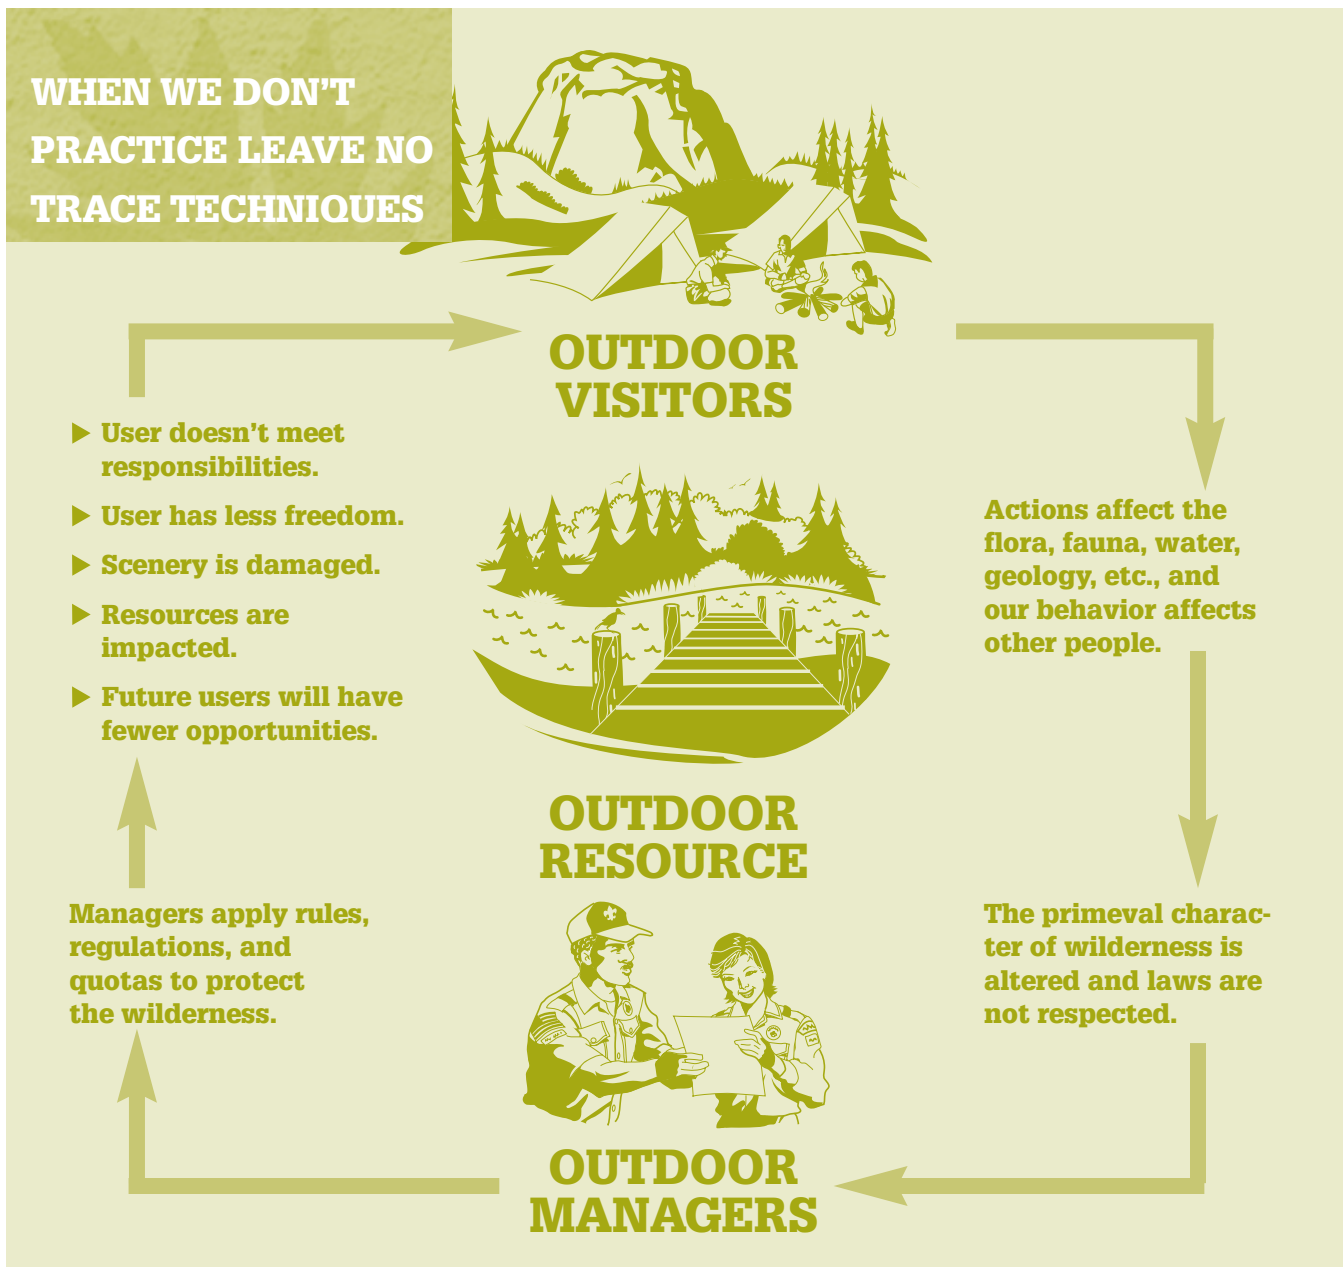 WHEN WE DON'T
PRACTICE LEAVE NO
TRACE TECHNIQUES
OUTDOOR
VISITORS
Actions affect the
flora, fauna, water,
geology, etc., and
our behavior affects
other people.
The primeval charac-
ter of wilderness is
altered and laws are
not respected.
OUTDOOR
RESOURCE
OUTDOOR
MANAGERS
Managers apply rules,
regulations, and
quotas to protect
the wilderness.
▶ User doesn't meet
responsibilities.
▶ User has less freedom.
▶ Scenery is damaged.
▶ Resources are
impacted.
▶ Future users will have
fewer opportunities.